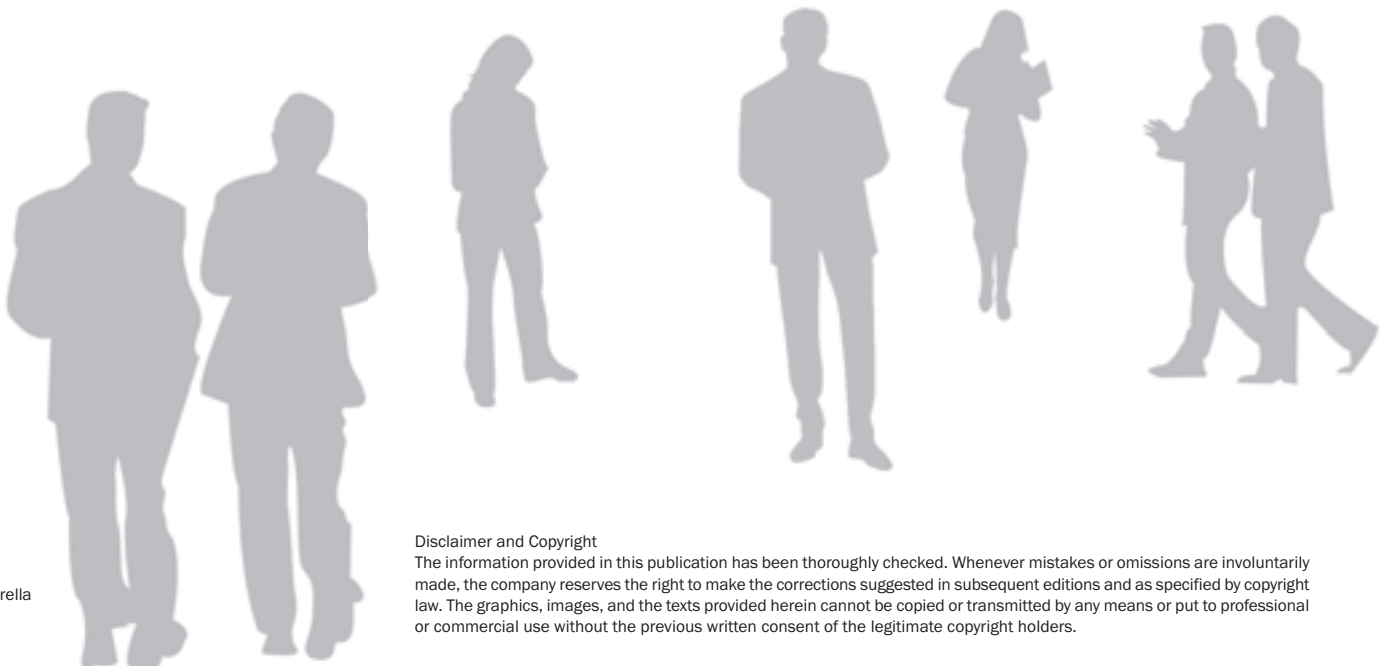 Disclaimer and Copyright
The information provided in this publication has been thoroughly checked. Whenever mistakes or omissions are involuntarily
made, the company reserves the right to make the corrections suggested in subsequent editions and as specified by copyright
rella
law. The graphics, images, and the texts provided herein cannot be copied or transmitted by any means or put to professional
or commercial use without the previous written consent of the legitimate copyright holders.